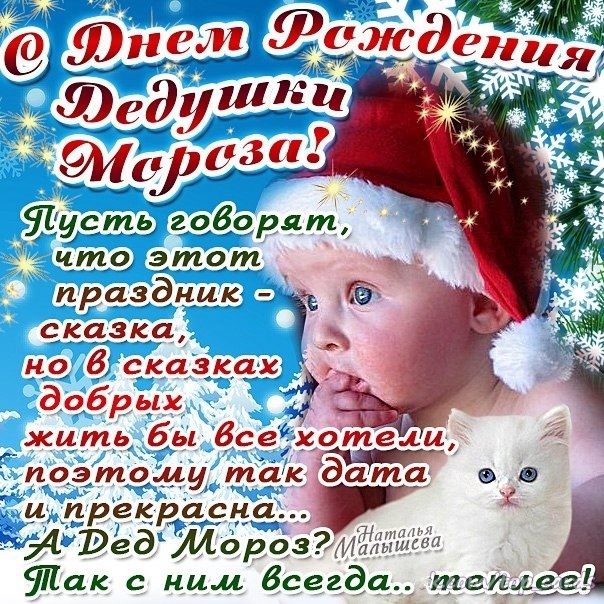 С Днем Рождения
Дедушки
Мороза!
Пусть говорят,
что этот
праздник -
сказка,
но в сказках
добрых
жить бы все хотели,
поэтому так дата
и прекрасна...
А Дед Мороз?
Наталья
Малышева
Так с ним всегда.. теплее!